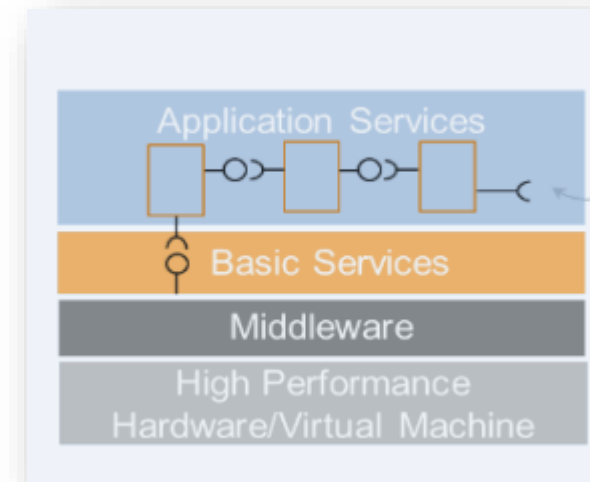 Application Services
Basic Services
Middleware
High Performance
Hardware/Virtual Machine